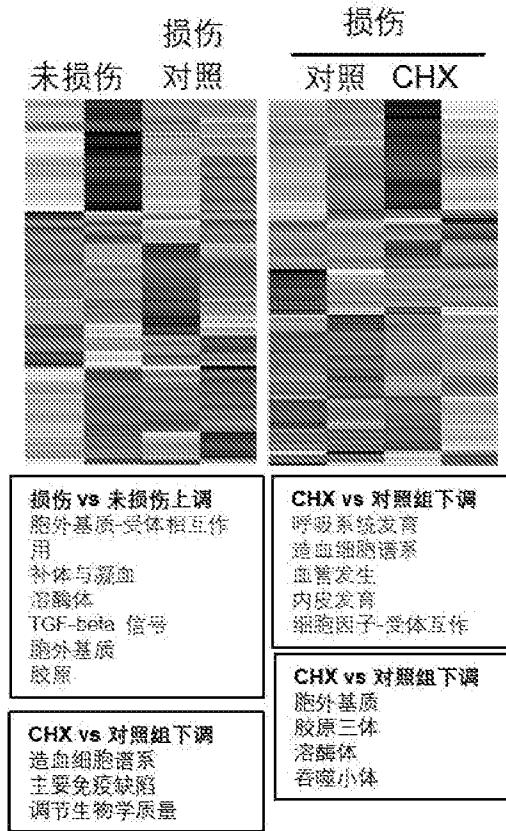 损伤
未损伤 对照
损伤
对照 CHX
损伤 vs 未损伤上调
胞外基质-受体相互作
用
补体与凝血
溶酶体
TGF-beta 信号
胞外基质
胶原
CHX vs 对照组下调
造血细胞谱系
主要免疫缺陷
调节生物学质量
CHX vs 对照组下调
呼吸系统发育
造血细胞谱系
血管发生
内皮发育
细胞因子-受体互作
CHX vs 对照组下调
胞外基质
胶原三体
溶酶体
吞噬小体